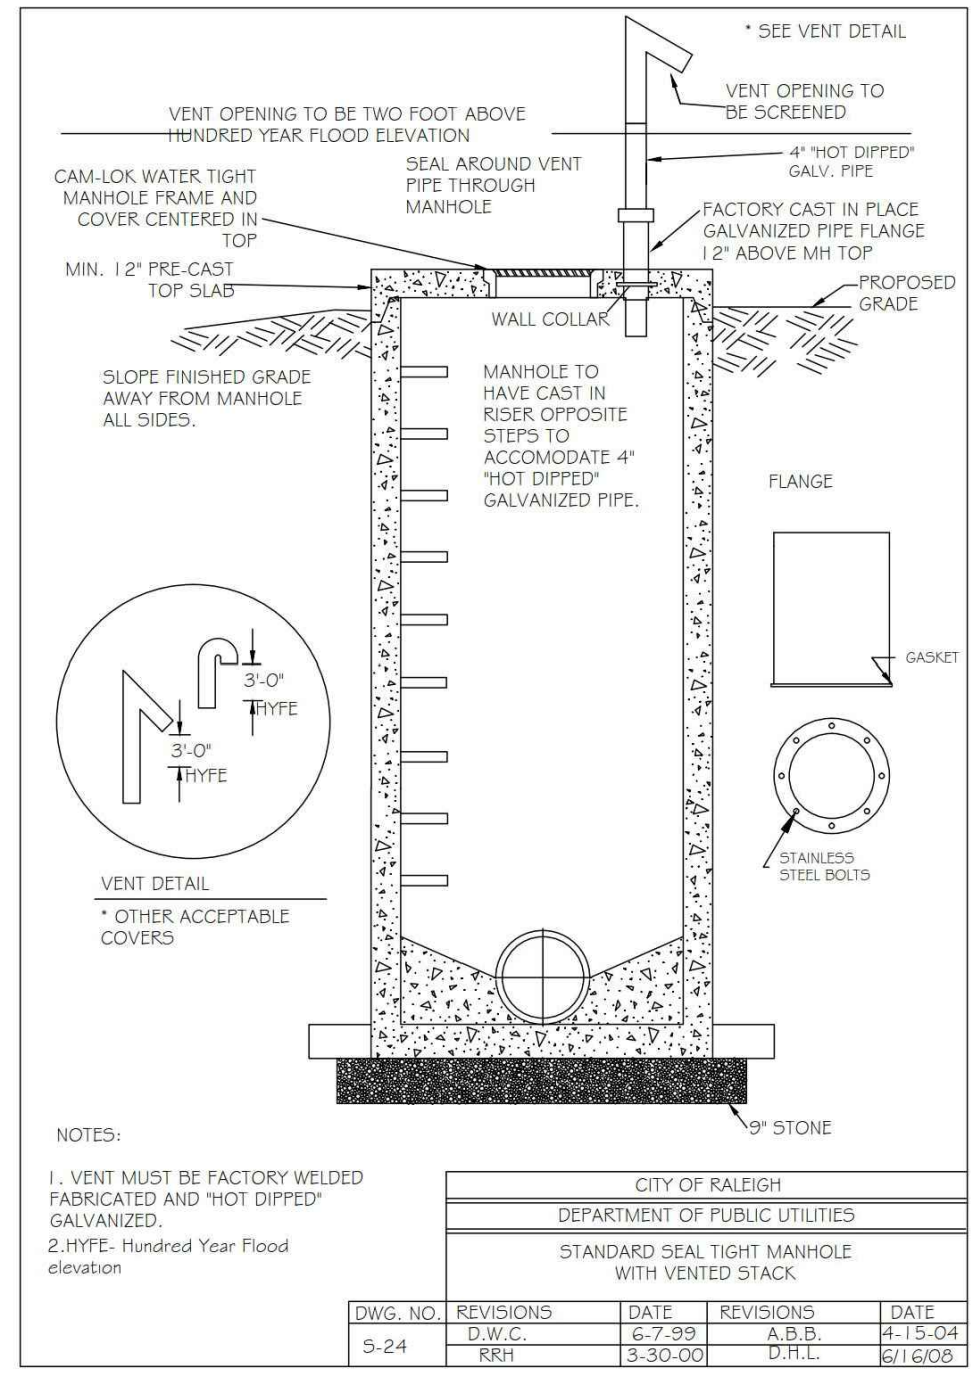 * SEE VENT DETAIL
VENT OPENING TO
BE SCREENED
VENT OPENING TO BE TWO FOOT ABOVE
HUNDRED YEAR FLOOD ELEVATION
4" "HOT DIPPED"
GALV. PIPE
SEAL AROUND VENT
PIPE THROUGH
MANHOLE
CAM-LOK WATER TIGHT
MANHOLE FRAME AND
COVER CENTERED IN
TOP
FACTORY CAST IN PLACE
GALVANIZED PIPE FLANGE
12" ABOVE MH TOP
MIN. 12" PRE-CAST
TOP SLAB
PROPOSED
GRADE
WALL COLLAR
SLOPE FINISHED GRADE
AWAY FROM MANHOLE
ALL SIDES.
MANHOLE TO
HAVE CAST IN
RISER OPPOSITE
STEPS TO
ACCOMODATE 4"
"HOT DIPPED"
GALVANIZED PIPE.
FLANGE
GASKET
3'-0"
HYFE
3'-0"
HYFE
STAINLESS
STEEL BOLTS
VENT DETAIL
* OTHER ACCEPTABLE
COVERS
9" STONE
NOTES:
1. VENT MUST BE FACTORY WELDED
FABRICATED AND "HOT DIPPED"
GALVANIZED.
2.HYFE- Hundred Year Flood
elevation
CITY OF RALEIGH
DEPARTMENT OF PUBLIC UTILITIES
STANDARD SEAL TIGHT MANHOLE
WITH VENTED STACK
DWG. NO. REVISIONS DATE REVISIONS DATE
S-24
D.W.C. 6-7-99 A.B.B. 4-15-04
RRH 3-30-00 D.H.L. 6/16/08